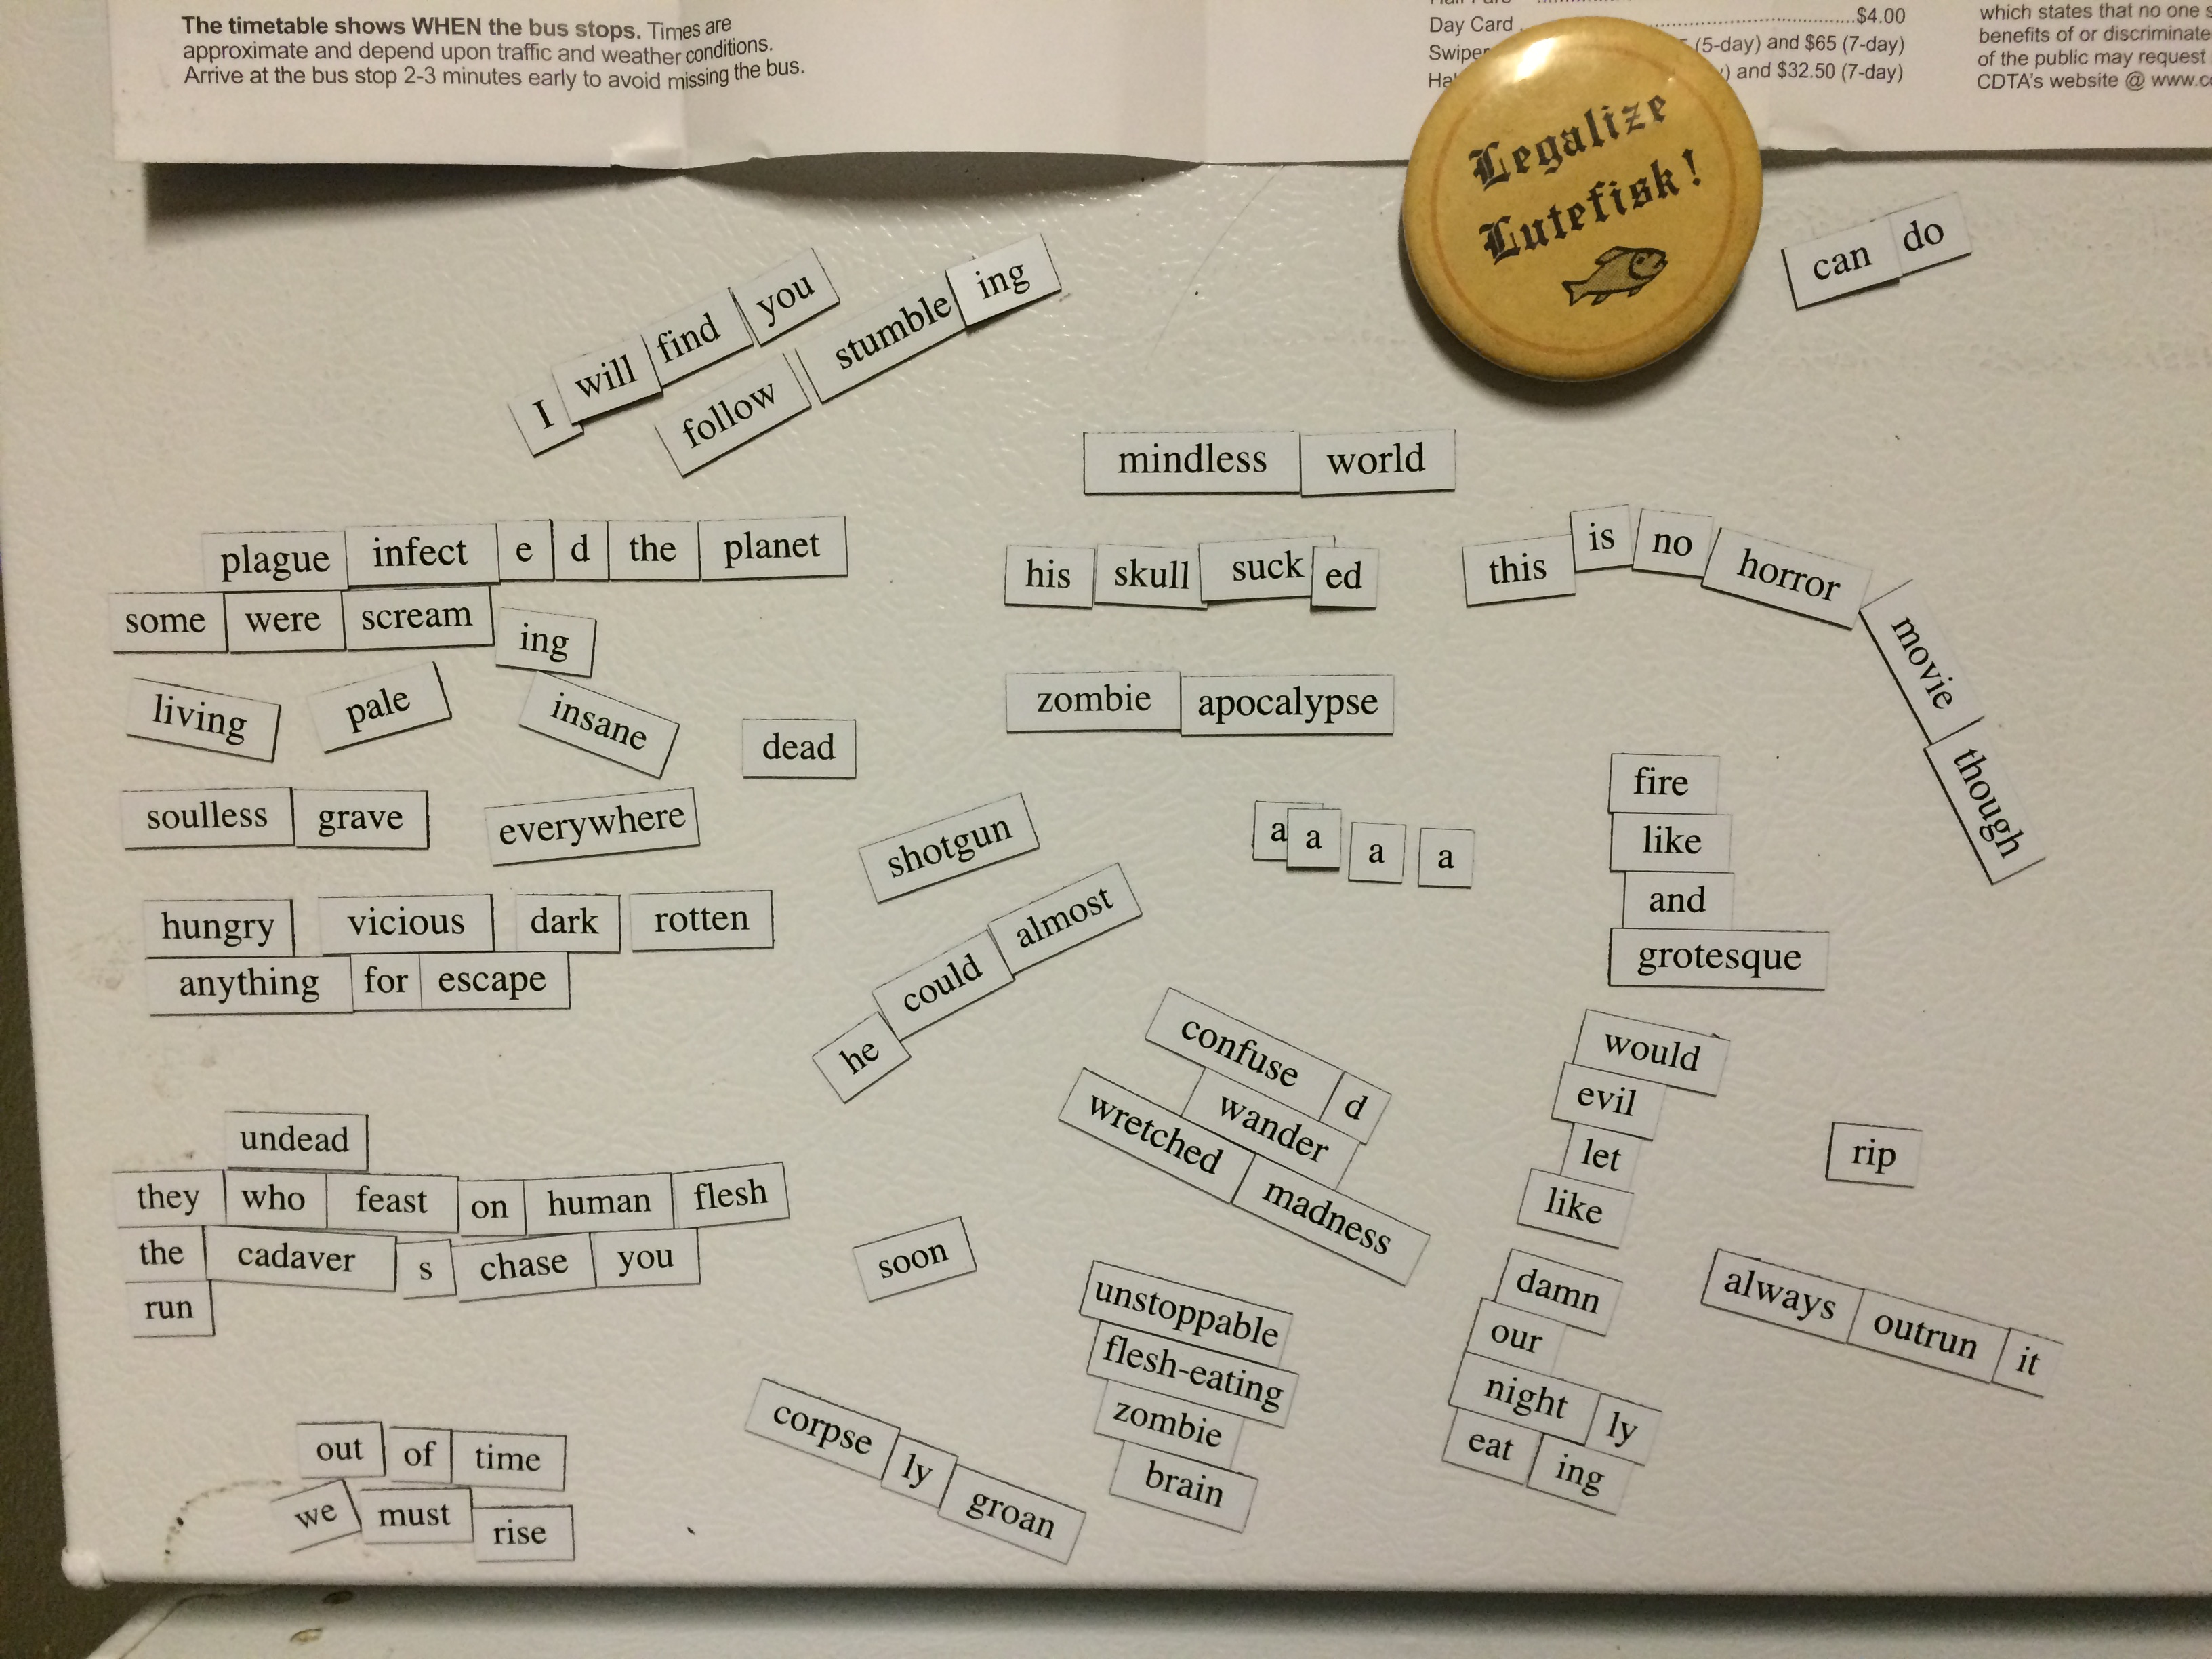 The timetable shows WHEN the bus stops. Times are
approximate and depend upon traffic and weather conditions.
Arrive at the bus stop 2-3 minutes early to avoid missing the bus.
Day Card ..............................$4.00
Swiper (5-day) and $65 (7-day)
) and $32.50 (7-day)
which states that no one
benefits of or discriminate
of the public may request
CDTA's website @ www.
Legalize
Lutefisk!
can do
I will find you
follow stumble ing
mindless world
plague infect e d the planet
some were scream ing
living pale insane dead
soulless grave everywhere
hungry vicious dark rotten
anything for escape
his skull suck ed
this is no horror movie though
zombie apocalypse
shotgun
a a a a
he could almost
fire
like
and
grotesque
confuse d
wander
wretched madness
would
evil
let
like
rip
undead
they who feast on human flesh
the cadaver s chase you
run
soon
unstoppable
flesh-eating
zombie
brain
damn
our
night ly
eat ing
always outrun it
out of time
we must rise
corpse ly groan